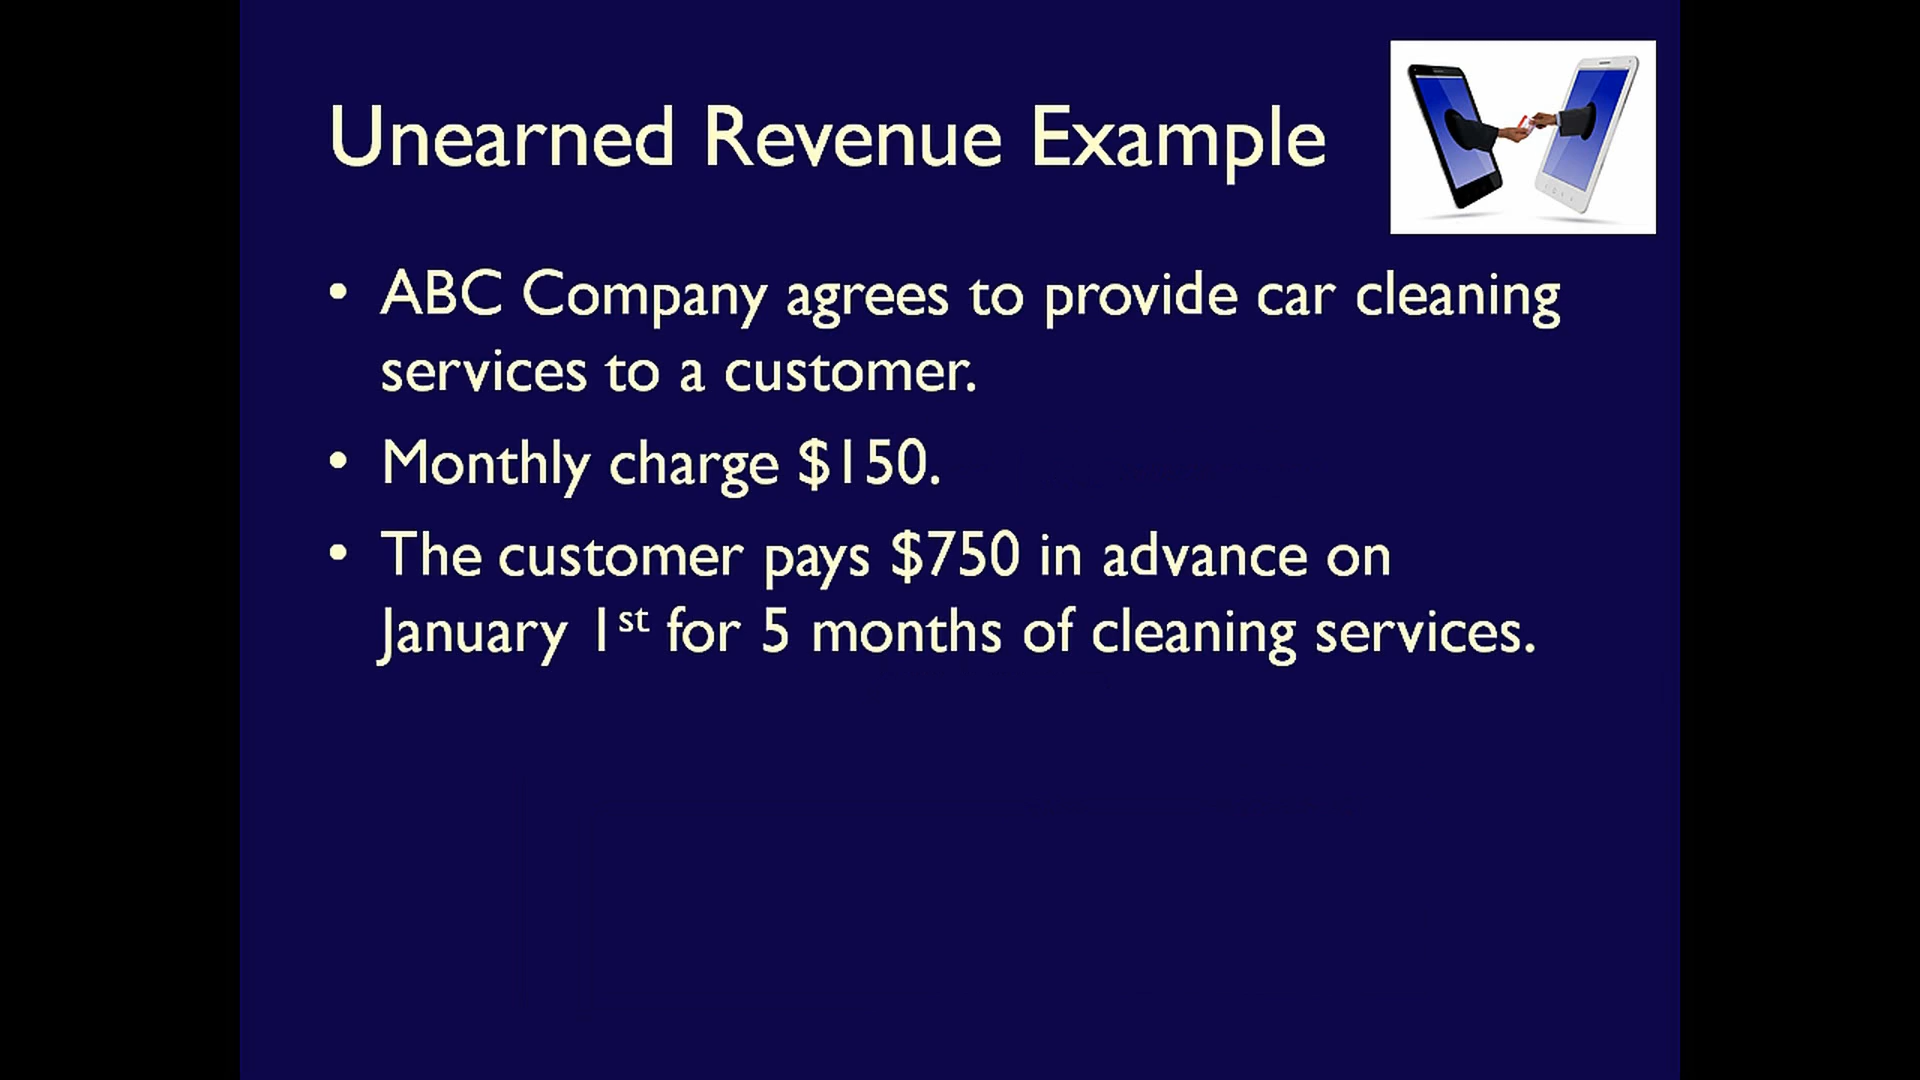 Unearned Revenue Example
• ABC Company agrees to provide car cleaning
services to a customer.
• Monthly charge $150.
• The customer pays $750 in advance on
January 1st for 5 months of cleaning services.